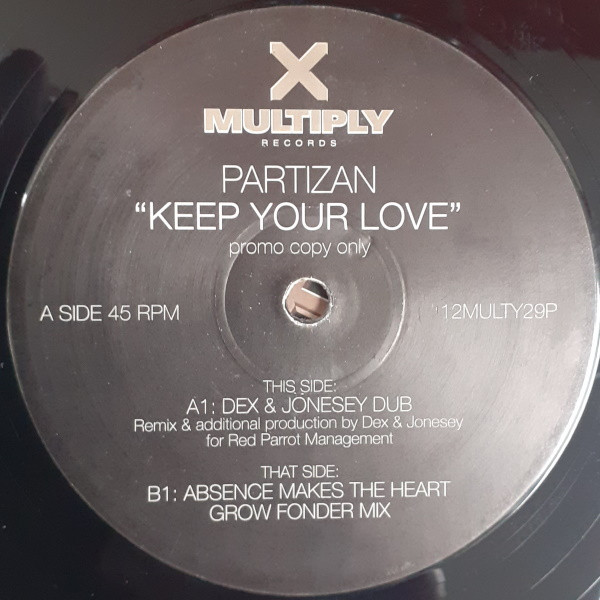 X
MULTIPLY
RECORDS
PARTIZAN
"KEEP YOUR LOVE"
promo copy only
A SIDE 45 RPM
12MULTY29P
THIS SIDE:
A1: DEX & JONESEY DUB
Remix & additional production by Dex & Jonesey
for Red Parrot Management
THAT SIDE:
B1: ABSENCE MAKES THE HEART
GROW FONDER MIX